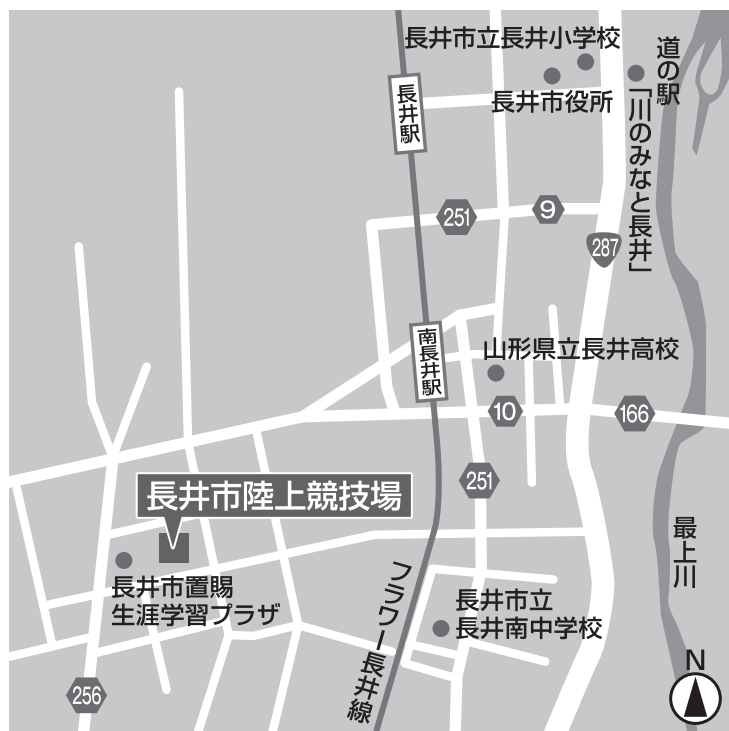 長井市立長井小学校
長井市役所
道の駅
「川のみなと長井」
長井駅
251
9
287
南長井駅
山形県立長井高校
10
166
251
長井市陸上競技場
長井市置賜
生涯学習プラザ
最上川
フラワー長井線
長井市立
長井南中学校
256
N